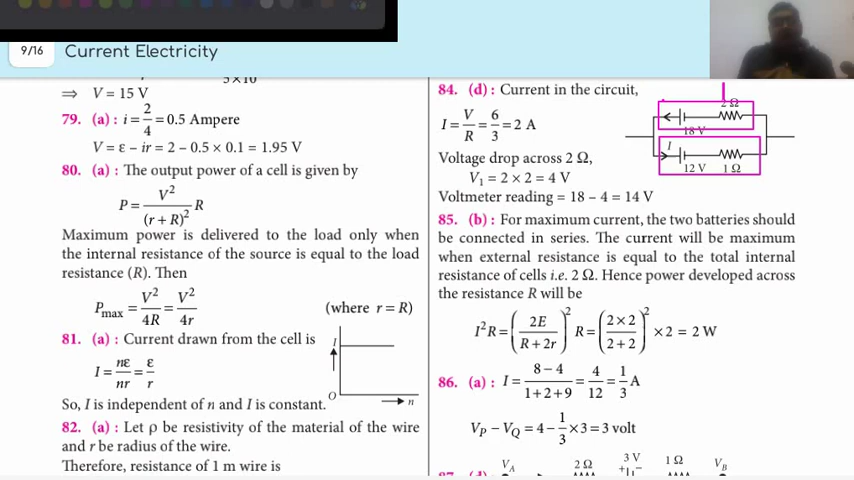 9/16 Current Electricity
5×10
⇒ V = 15 V
79. (a) : i = 2/4 = 0.5 Ampere
V = ε – ir = 2 – 0.5 × 0.1 = 1.95 V
80. (a) : The output power of a cell is given by
P = V²/(r + R)² R
Maximum power is delivered to the load only when
the internal resistance of the source is equal to the load
resistance (R). Then
Pmax = V²/4R = V²/4r (where r = R)
81. (a) : Current drawn from the cell is
I = nε/nr = ε/r
So, I is independent of n and I is constant.
I
O
n
82. (a) : Let ρ be resistivity of the material of the wire
and r be radius of the wire.
Therefore, resistance of 1 m wire is
84. (d) : Current in the circuit,
I = V/R = 6/3 = 2 A
Voltage drop across 2 Ω,
V₁ = 2 × 2 = 4 V
Voltmeter reading = 18 – 4 = 14 V
2 Ω
18 V
I
12 V 1 Ω
85. (b) : For maximum current, the two batteries should
be connected in series. The current will be maximum
when external resistance is equal to the total internal
resistance of cells i.e. 2 Ω. Hence power developed across
the resistance R will be
I²R = (2E/(R + 2r))² R = ((2 × 2)/(2 + 2))² × 2 = 2 W
86. (a) : I = (8 – 4)/(1 + 2 + 9) = 4/12 = 1/3 A
VP – VQ = 4 – 1/3 × 3 = 3 volt
87. (d)
VA 2 Ω 3 V 1 Ω VB
+ –